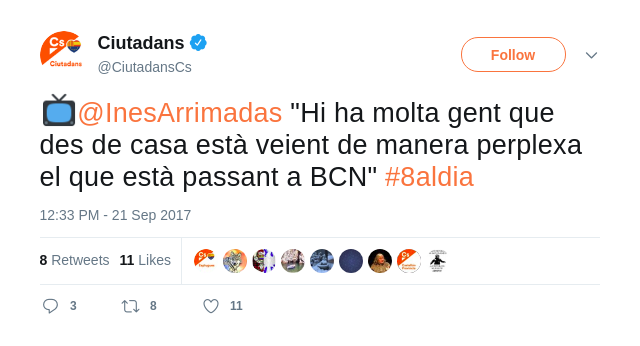 Cs
Ciutadans
Ciutadans
@CiutadansCs
Follow
@InesArrimadas "Hi ha molta gent que
des de casa està veient de manera perplexa
el que està passant a BCN" #8aldia
12:33 PM - 21 Sep 2017
8 Retweets 11 Likes
3 8 11